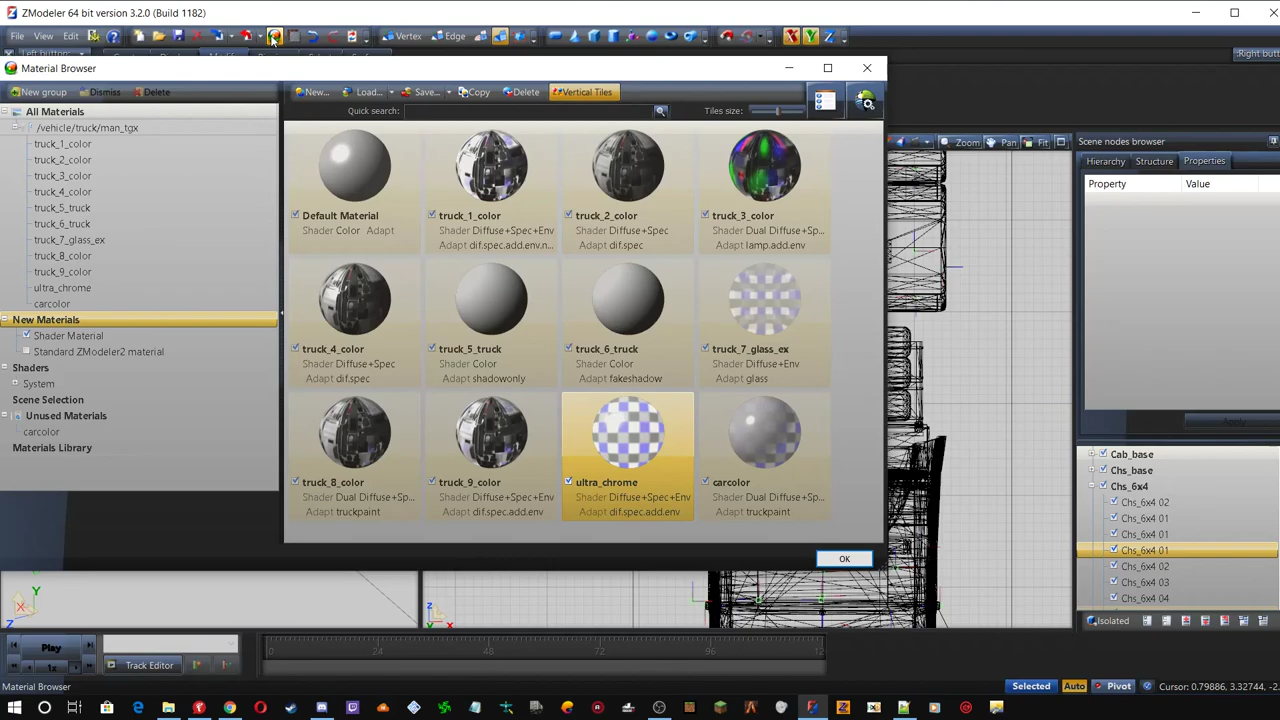 ZModeler 64 bit version 3.2.0 (Build 1182)
File View Edit Vertex Edge
Material Browser
New group Dismiss Delete New... Load... Save... Copy Delete Vertical Tiles
Quick search: Tiles size:
All Materials
/vehicle/truck/man_tgx
truck_1_color
truck_2_color
truck_3_color
truck_4_color
truck_5_truck
truck_6_truck
truck_7_glass_ex
truck_8_color
truck_9_color
ultra_chrome
carcolor
New Materials
Shader Material
Standard ZModeler2 material
Shaders
System
Scene Selection
Unused Materials
carcolor
Materials Library
Default Material
Shader Color Adapt
truck_1_color
Shader Diffuse+Spec+Env
Adapt dif.spec.add.env.n...
truck_2_color
Shader Diffuse+Spec
Adapt dif.spec
truck_3_color
Shader Dual Diffuse+Sp...
Adapt lamp.add.env
truck_4_color
Shader Diffuse+Spec
Adapt dif.spec
truck_5_truck
Shader Color
Adapt shadowonly
truck_6_truck
Shader Color
Adapt fakeshadow
truck_7_glass_ex
Shader Diffuse+Env
Adapt glass
truck_8_color
Shader Dual Diffuse+Sp...
Adapt truckpaint
truck_9_color
Shader Diffuse+Spec+Env
Adapt dif.spec.add.env
ultra_chrome
Shader Diffuse+Spec+Env
Adapt dif.spec.add.env
carcolor
Shader Dual Diffuse+Sp...
Adapt truckpaint
OK
Zoom Pan Fit
Scene nodes browser
Hierarchy Structure Properties
Property Value
Apply
Cab_base
Chs_base
Chs_6x4
Chs_6x4 02
Chs_6x4 01
Chs_6x4 01
Chs_6x4 01
Chs_6x4 02
Chs_6x4 03
Chs_6x4 04
Isolated
Y
X
Z
Z
X
Play
1x
Track Editor
0 24 48 72 96 12
Material Browser
Selected Auto Pivot Cursor: 0.79886, 3.32744, -2.